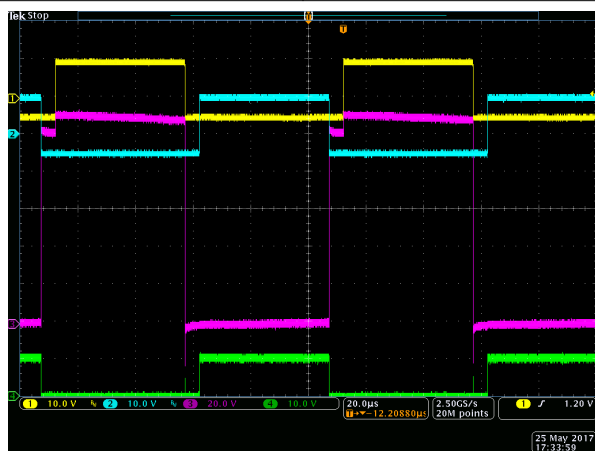 Tek Stop
T
T
1
2
3
4
1 10.0 V 2 10.0 V 3 20.0 V 4 10.0 V
20.0µs
T→▼−12.20880µs
2.50GS/s
20M points
1 ƒ 1.20 V
25 May 2017
17:33:59